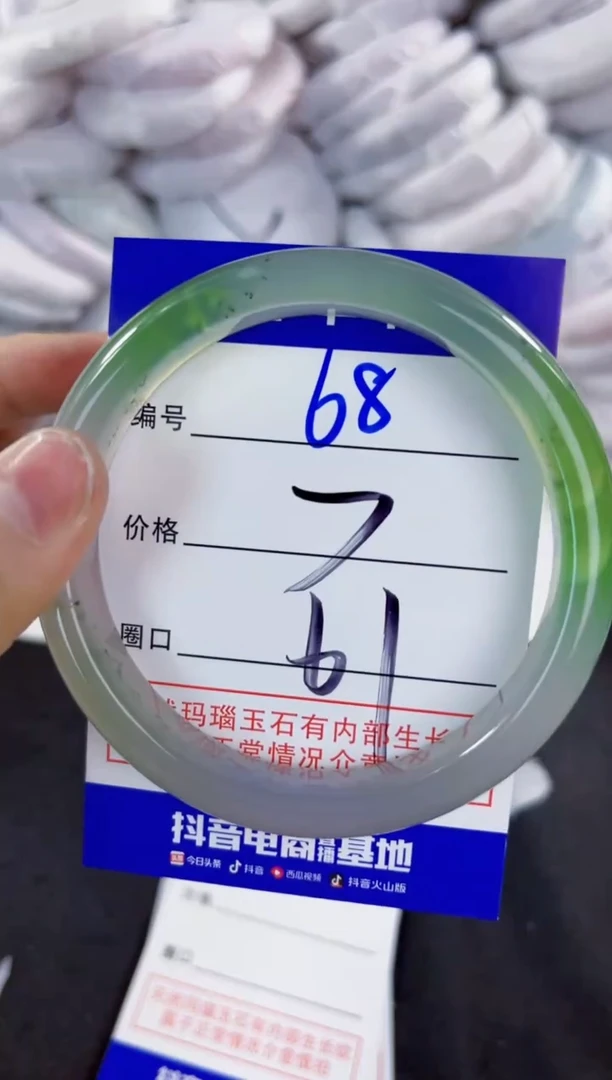 编号 68
价格 7
圈口 61
玛瑙玉石有内部生长
正常情况介意
抖音电商直播基地
今日头条 抖音 西瓜视频 抖音火山版